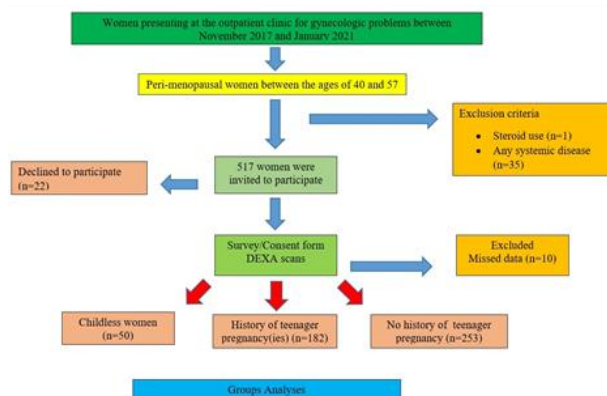 Women presenting at the outpatient clinic for gynecologic problems between
November 2017 and January 2021
Peri-menopausal women between the ages of 40 and 57
Exclusion criteria
• Steroid use (n=1)
• Any systemic disease
(n=35)
Declined to participate
(n=22)
517 women were
invited to participate
Survey/Consent form
DEXA scans
Excluded
Missed data (n=10)
Childless women
(n=50)
History of teenager
pregnancy(ies) (n=182)
No history of teenager
pregnancy (n=253)
Groups Analyses